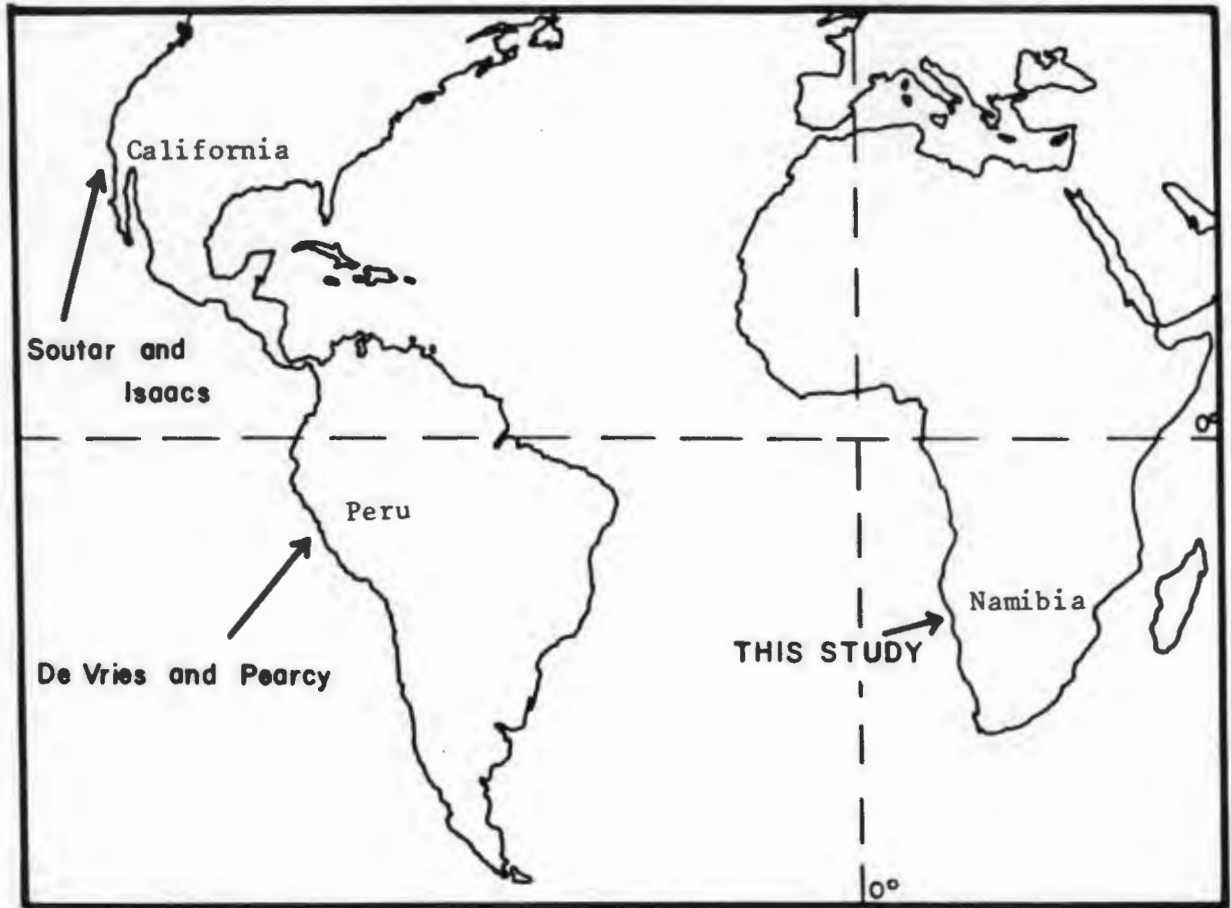 California
Soutar and
Isaacs
0°
Peru
Namibia
THIS STUDY
De Vries and Pearcy
0°